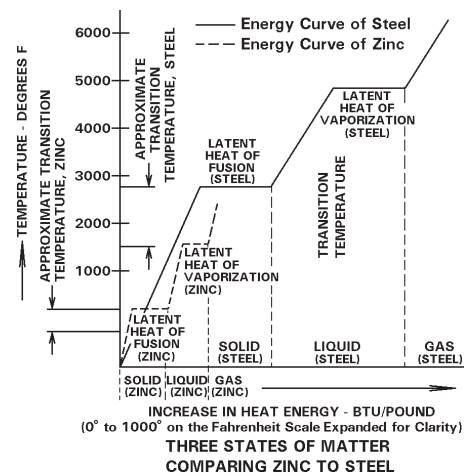 Energy Curve of Steel
Energy Curve of Zinc
6000
5000
4000
3000
2000
1000
TEMPERATURE - DEGREES F
APPROXIMATE TRANSITION
TEMPERATURE, ZINC
APPROXIMATE
TRANSITION
TEMPERATURE, STEEL
LATENT
HEAT OF
FUSION
(STEEL)
LATENT
HEAT OF
VAPORIZATION
(STEEL)
TRANSITION
TEMPERATURE
LATENT
HEAT OF
VAPORIZATION
(ZINC)
LATENT
HEAT OF
FUSION
(ZINC)
SOLID
(STEEL)
LIQUID
(STEEL)
GAS
(STEEL)
SOLID
(ZINC)
LIQUID
(ZINC)
GAS
(ZINC)
INCREASE IN HEAT ENERGY - BTU/POUND
(0° to 1000° on the Fahrenheit Scale Expanded for Clarity)
THREE STATES OF MATTER
COMPARING ZINC TO STEEL